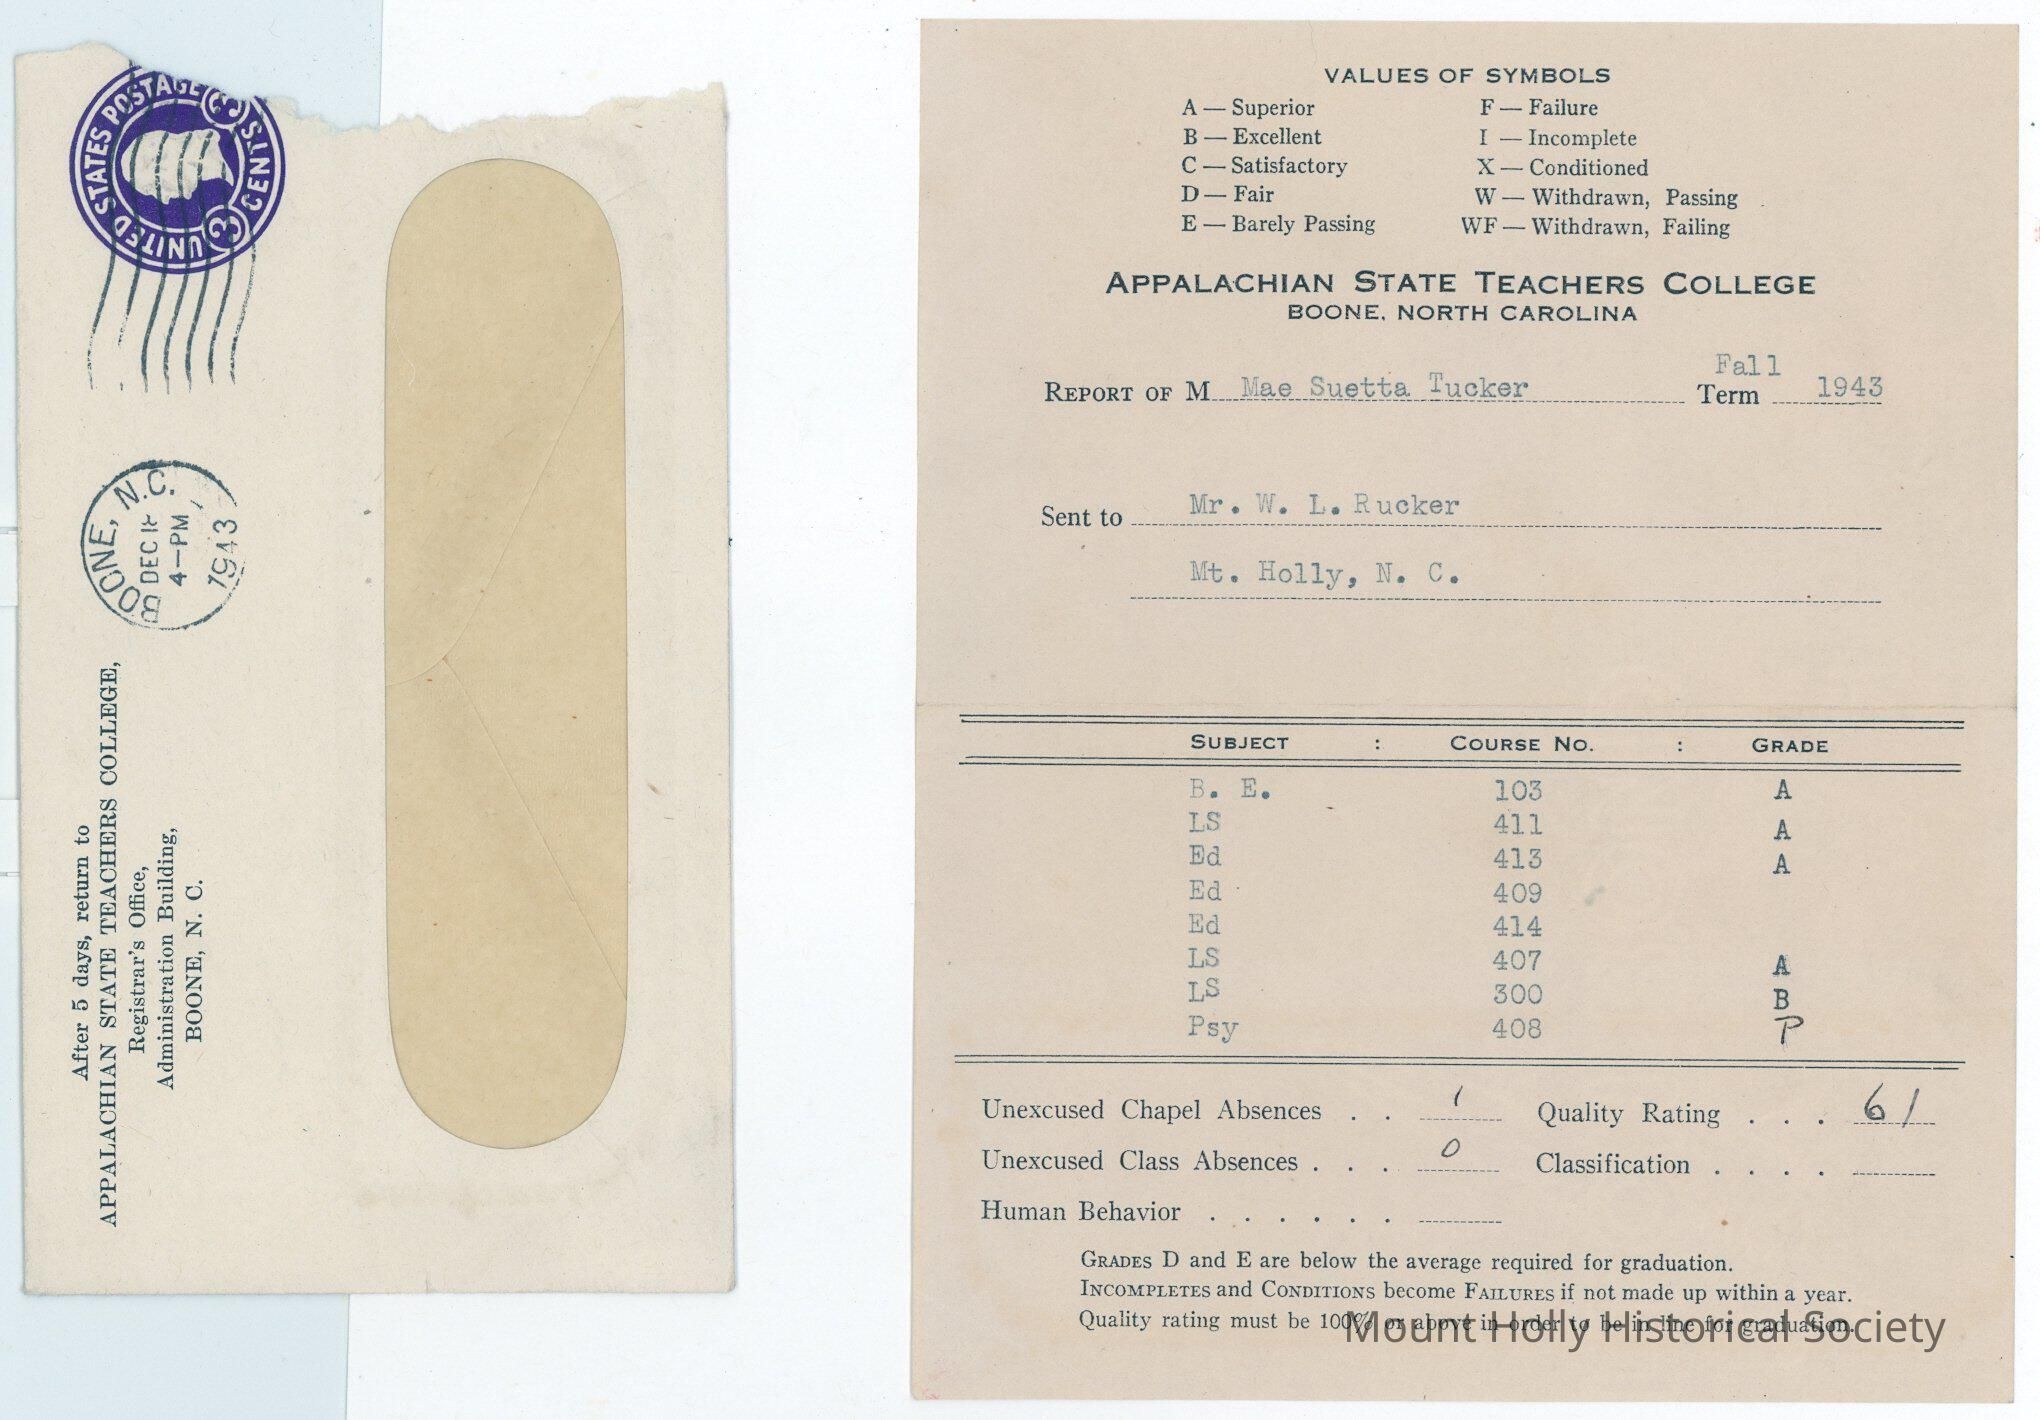 UNITED STATES POSTAGE
3 CENTS 3
BOONE, N.C.
DEC
4-PM
1943
After 5 days, return to
APPALACHIAN STATE TEACHERS COLLEGE,
Registrar's Office,
Administration Building,
BOONE, N. C.
VALUES OF SYMBOLS
A — Superior F — Failure
B — Excellent I — Incomplete
C — Satisfactory X — Conditioned
D — Fair W — Withdrawn, Passing
E — Barely Passing WF — Withdrawn, Failing
APPALACHIAN STATE TEACHERS COLLEGE
BOONE, NORTH CAROLINA
Fall
REPORT OF M Mae Suetta Tucker Term 1943
Sent to Mr. W. L. Rucker
Mt. Holly, N. C.
SUBJECT : COURSE NO. : GRADE
B. E. 103 A
LS 411 A
Ed 413 A
Ed 409
Ed 414
LS 407 A
LS 300 B
Psy 408 P
Unexcused Chapel Absences . . 1 Quality Rating . . . 61
Unexcused Class Absences . . . 0 Classification . . . .
Human Behavior . . . . . .
GRADES D and E are below the average required for graduation.
INCOMPLETES and CONDITIONS become FAILURES if not made up within a year.
Quality rating must be 100% or above in order to be in line for graduation.
Mount Holly Historical Society